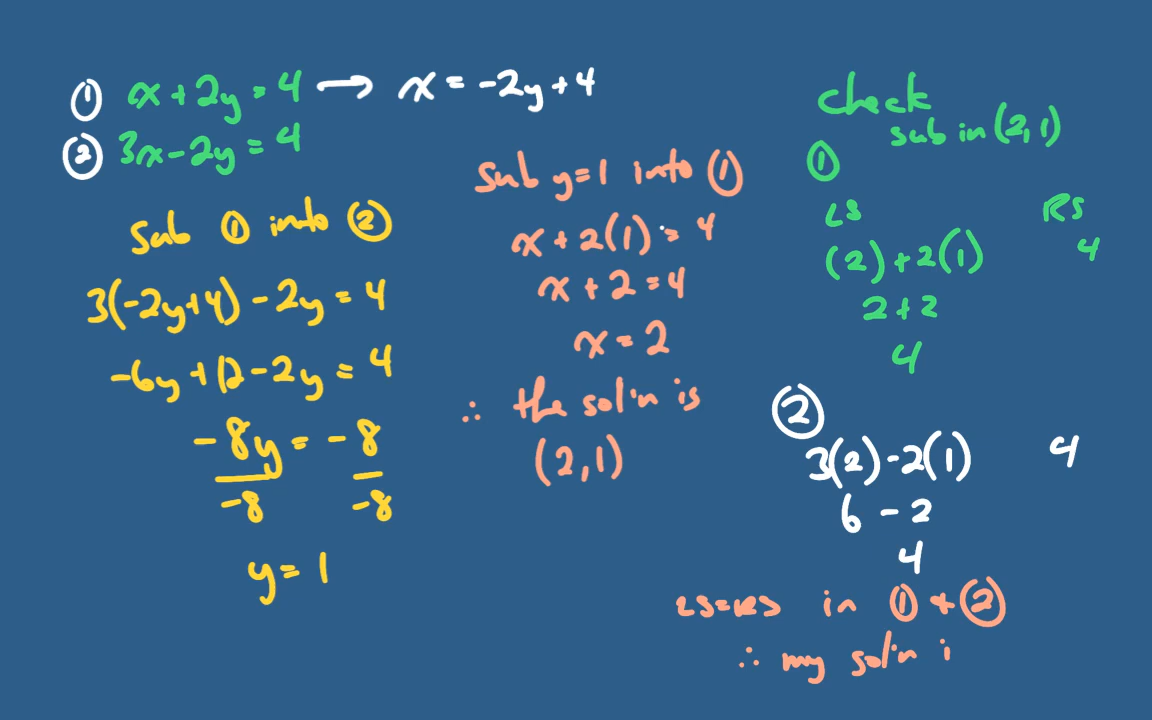 ① x + 2y = 4 → x = -2y + 4
② 3x - 2y = 4
Sub ① into ②
3(-2y+4) - 2y = 4
-6y + 12 - 2y = 4
-8y = -8
-8 -8
y = 1
Sub y=1 into ①
x + 2(1) = 4
x + 2 = 4
x = 2
∴ the sol'n is
(2,1)
Check
sub in (2,1)
①
LS RS
(2) + 2(1) 4
2 + 2
4
②
3(2) - 2(1) 4
6 - 2
4
LS=RS in ① + ②
∴ my sol'n i